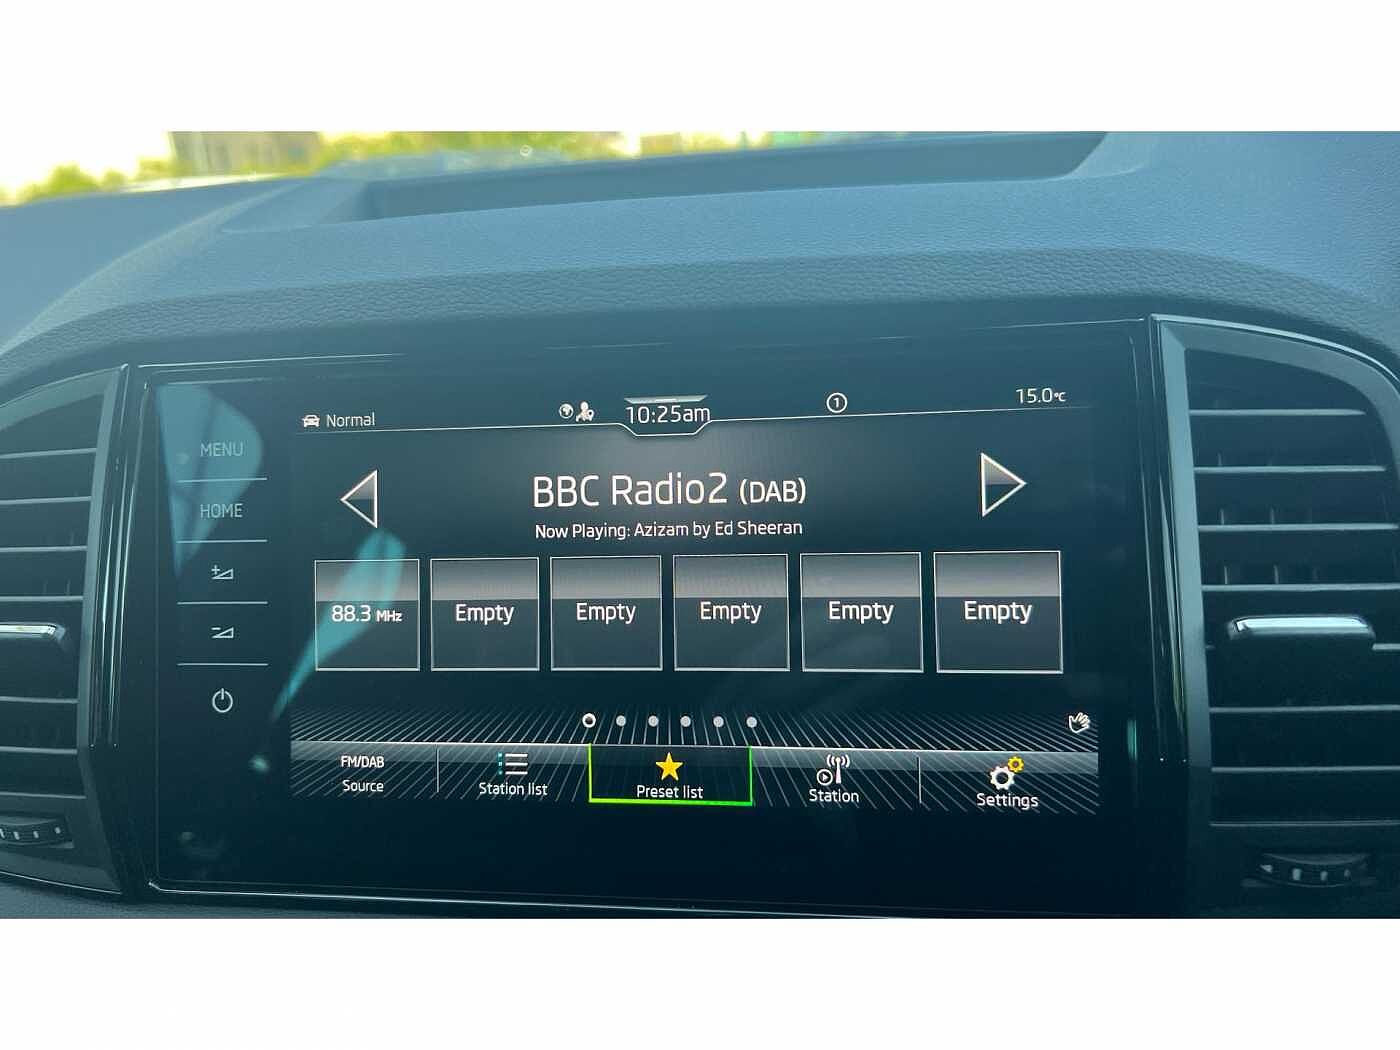 Normal
10:25am
1
15.0°C
MENU
HOME
BBC Radio2 (DAB)
Now Playing: Azizam by Ed Sheeran
88.3 MHz
Empty
Empty
Empty
Empty
Empty
FM/DAB
Source
Station list
Preset list
Station
Settings